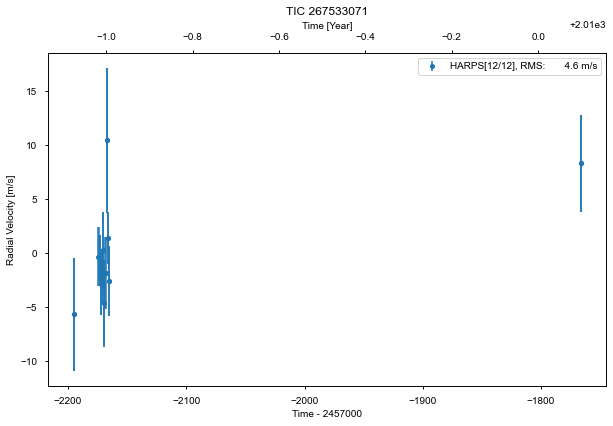 TIC 267533071
Time [Year]
+2.01e3
−1.0 −0.8 −0.6 −0.4 −0.2 0.0
HARPS[12/12], RMS: 4.6 m/s
Radial Velocity [m/s]
15
10
5
0
−5
−10
−2200 −2100 −2000 −1900 −1800
Time - 2457000